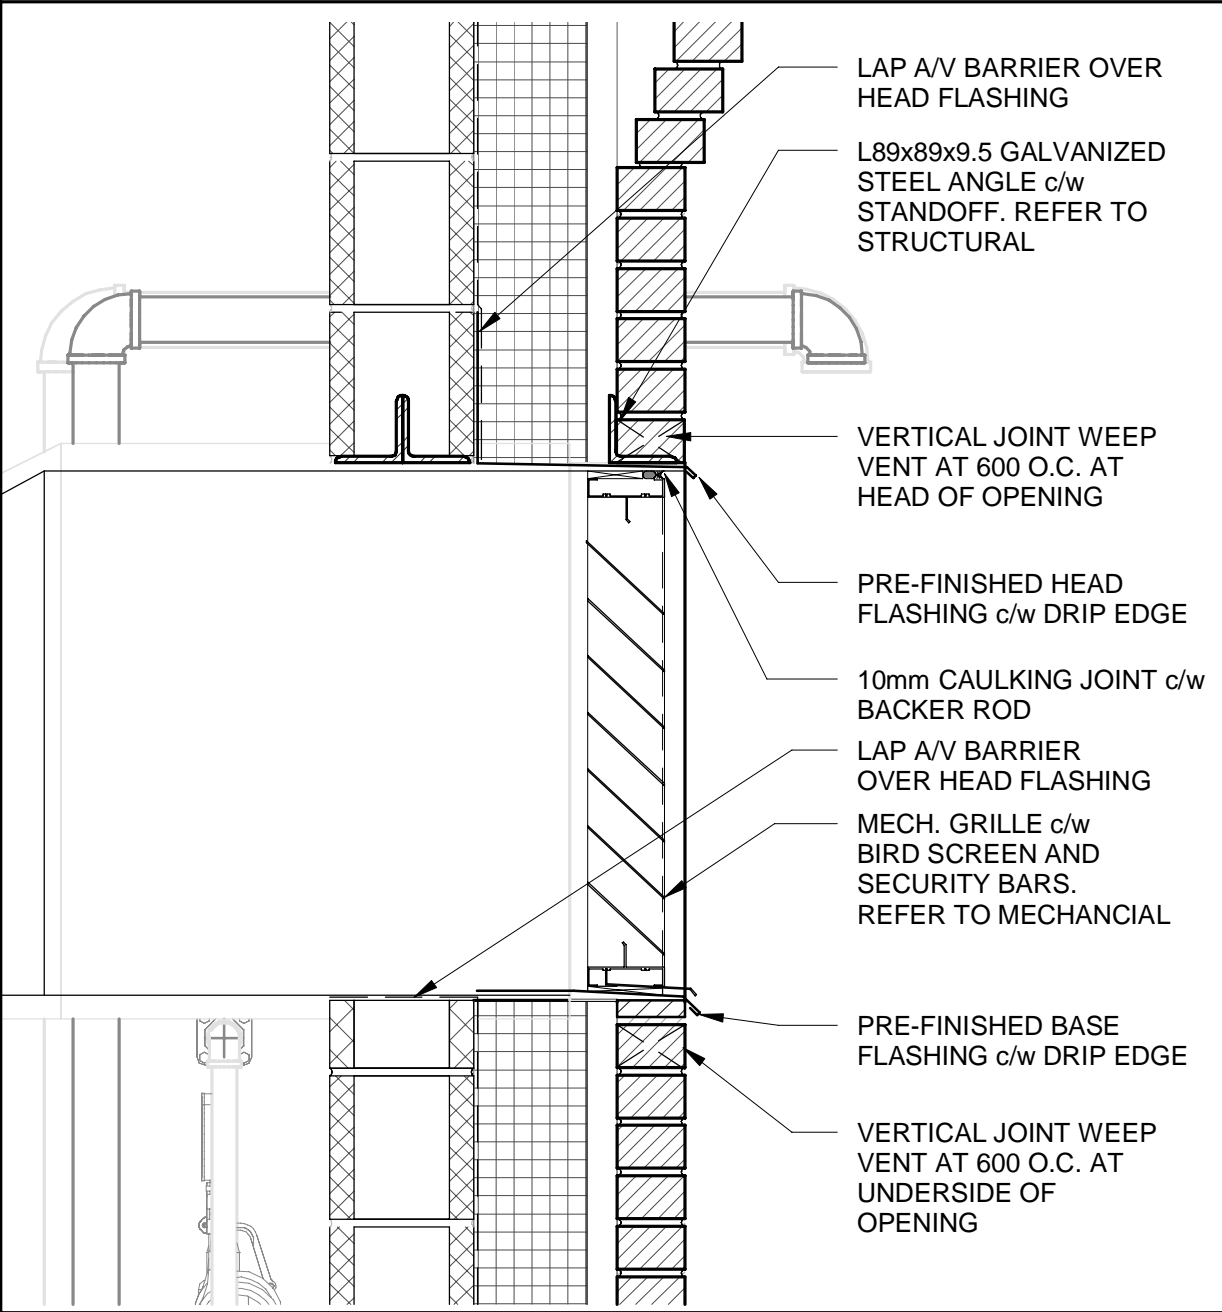 LAP A/V BARRIER OVER
HEAD FLASHING
L89x89x9.5 GALVANIZED
STEEL ANGLE c/w
STANDOFF. REFER TO
STRUCTURAL
VERTICAL JOINT WEEP
VENT AT 600 O.C. AT
HEAD OF OPENING
PRE-FINISHED HEAD
FLASHING c/w DRIP EDGE
10mm CAULKING JOINT c/w
BACKER ROD
LAP A/V BARRIER
OVER HEAD FLASHING
MECH. GRILLE c/w
BIRD SCREEN AND
SECURITY BARS.
REFER TO MECHANCIAL
PRE-FINISHED BASE
FLASHING c/w DRIP EDGE
VERTICAL JOINT WEEP
VENT AT 600 O.C. AT
UNDERSIDE OF
OPENING